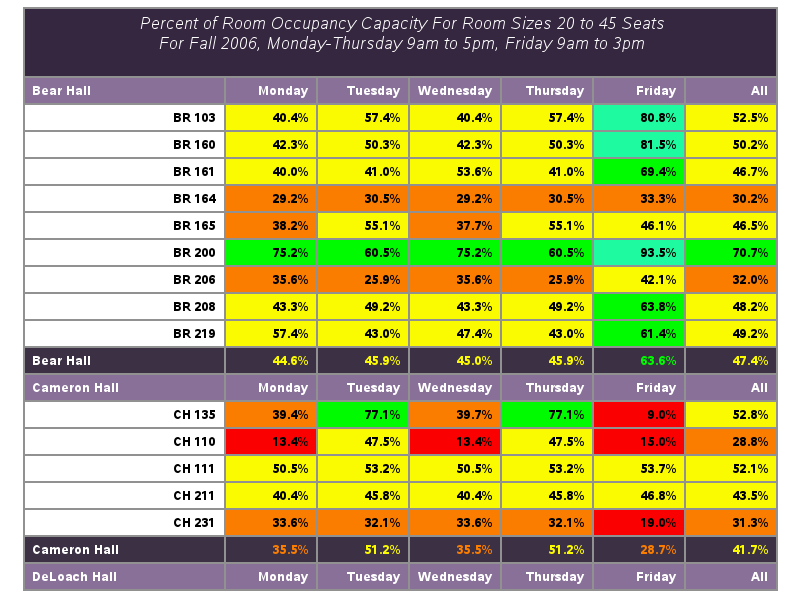 Percent of Room Occupancy Capacity For Room Sizes 20 to 45 Seats
For Fall 2006, Monday-Thursday 9am to 5pm, Friday 9am to 3pm
Bear Hall Monday Tuesday Wednesday Thursday Friday All
BR 103 40.4% 57.4% 40.4% 57.4% 80.8% 52.5%
BR 160 42.3% 50.3% 42.3% 50.3% 81.5% 50.2%
BR 161 40.0% 41.0% 53.6% 41.0% 69.4% 46.7%
BR 164 29.2% 30.5% 29.2% 30.5% 33.3% 30.2%
BR 165 38.2% 55.1% 37.7% 55.1% 46.1% 46.5%
BR 200 75.2% 60.5% 75.2% 60.5% 93.5% 70.7%
BR 206 35.6% 25.9% 35.6% 25.9% 42.1% 32.0%
BR 208 43.3% 49.2% 43.3% 49.2% 63.8% 48.2%
BR 219 57.4% 43.0% 47.4% 43.0% 61.4% 49.2%
Bear Hall 44.6% 45.9% 45.0% 45.9% 63.6% 47.4%
Cameron Hall Monday Tuesday Wednesday Thursday Friday All
CH 135 39.4% 77.1% 39.7% 77.1% 9.0% 52.8%
CH 110 13.4% 47.5% 13.4% 47.5% 15.0% 28.8%
CH 111 50.5% 53.2% 50.5% 53.2% 53.7% 52.1%
CH 211 40.4% 45.8% 40.4% 45.8% 46.8% 43.5%
CH 231 33.6% 32.1% 33.6% 32.1% 19.0% 31.3%
Cameron Hall 35.5% 51.2% 35.5% 51.2% 28.7% 41.7%
DeLoach Hall Monday Tuesday Wednesday Thursday Friday All